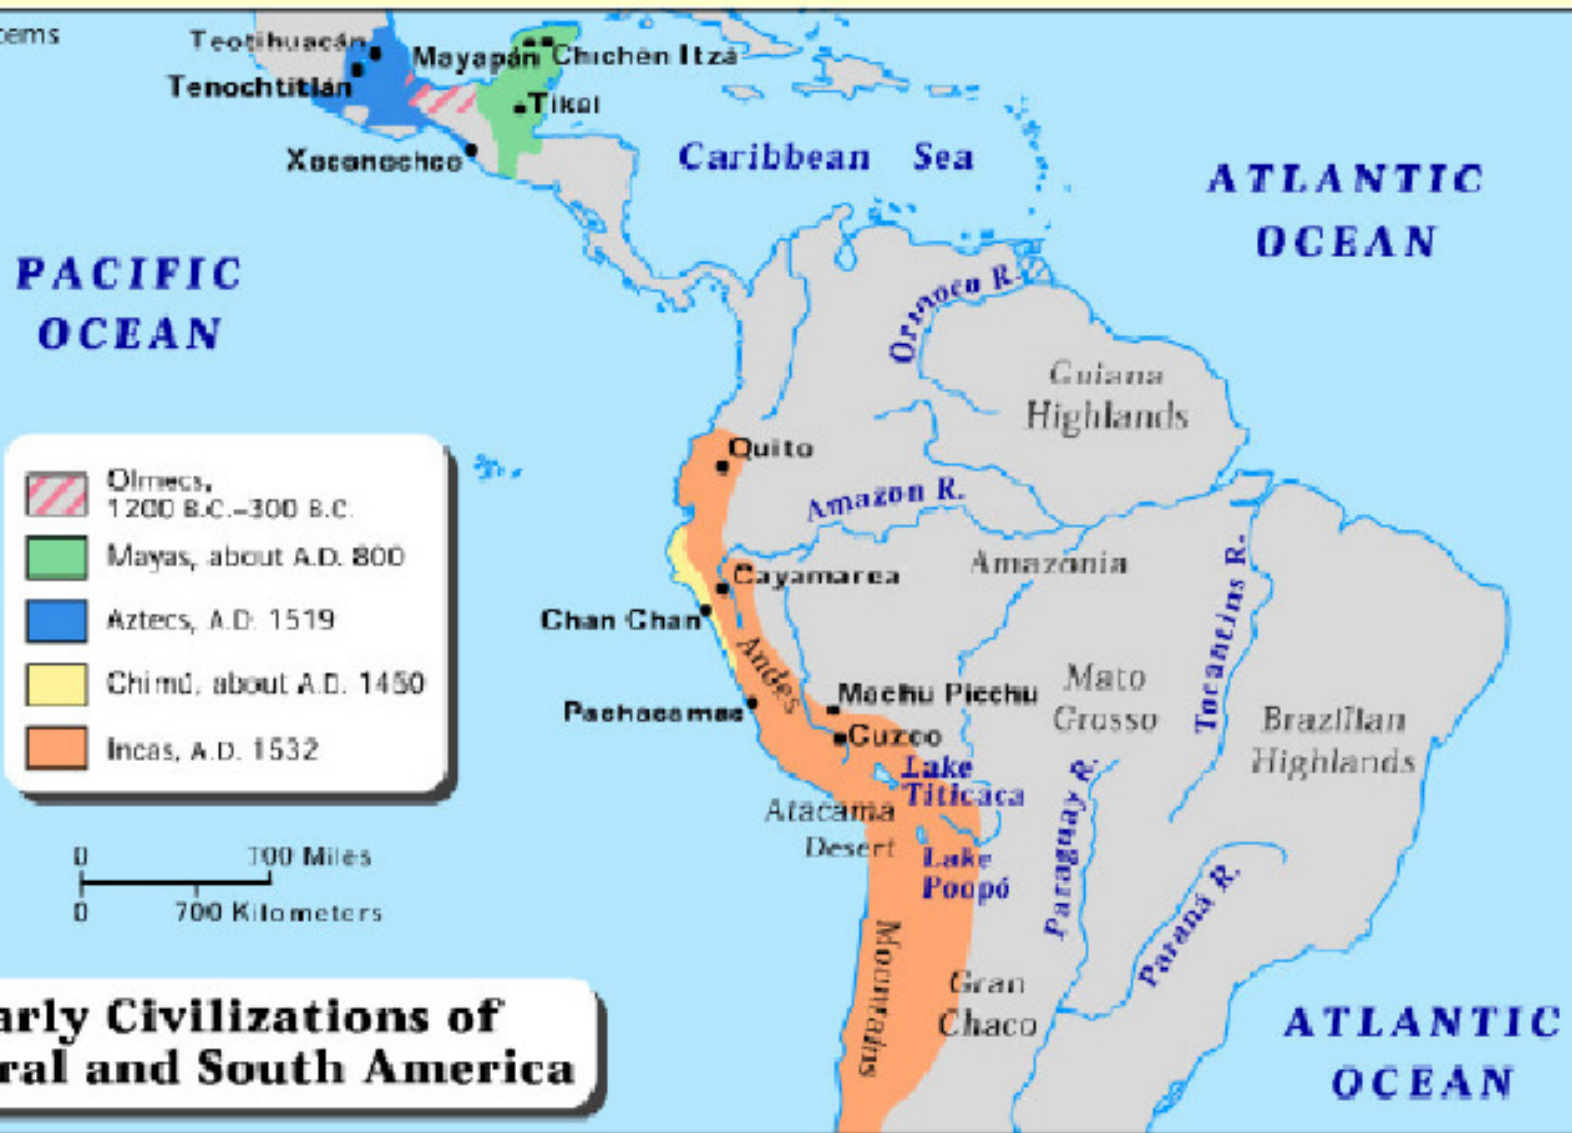 Teotihuacán
Tenochtitlán
Mayapán
Chichén Itzá
Tikal
Xoconochco
Caribbean Sea
ATLANTIC
OCEAN
PACIFIC
OCEAN
Orinoco R.
Guiana
Highlands
Quito
Amazon R.
Amazonia
Cayamarea
Chan Chan
Andes
Pachacamac
Machu Picchu
Cuzco
Lake
Titicaca
Atacama
Desert
Lake
Poopó
Mato
Grosso
Tocantins R.
Brazilian
Highlands
Paraguay R.
Paraná R.
Mountains
Gran
Chaco
ATLANTIC
OCEAN
Olmecs,
1200 B.C.–300 B.C.
Mayas, about A.D. 800
Aztecs, A.D. 1519
Chimú, about A.D. 1450
Incas, A.D. 1532
0 700 Miles
0 700 Kilometers
arly Civilizations of
ral and South America